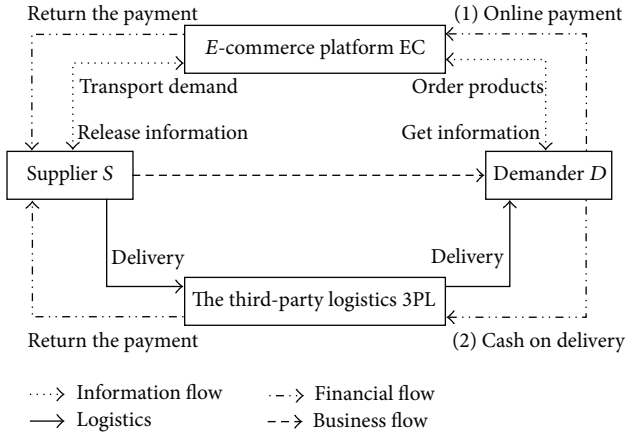 Return the payment
(1) Online payment
E-commerce platform EC
Transport demand
Order products
Release information
Get information
Supplier S
Demander D
Delivery
Delivery
The third-party logistics 3PL
Return the payment
(2) Cash on delivery
Information flow
Financial flow
Logistics
Business flow